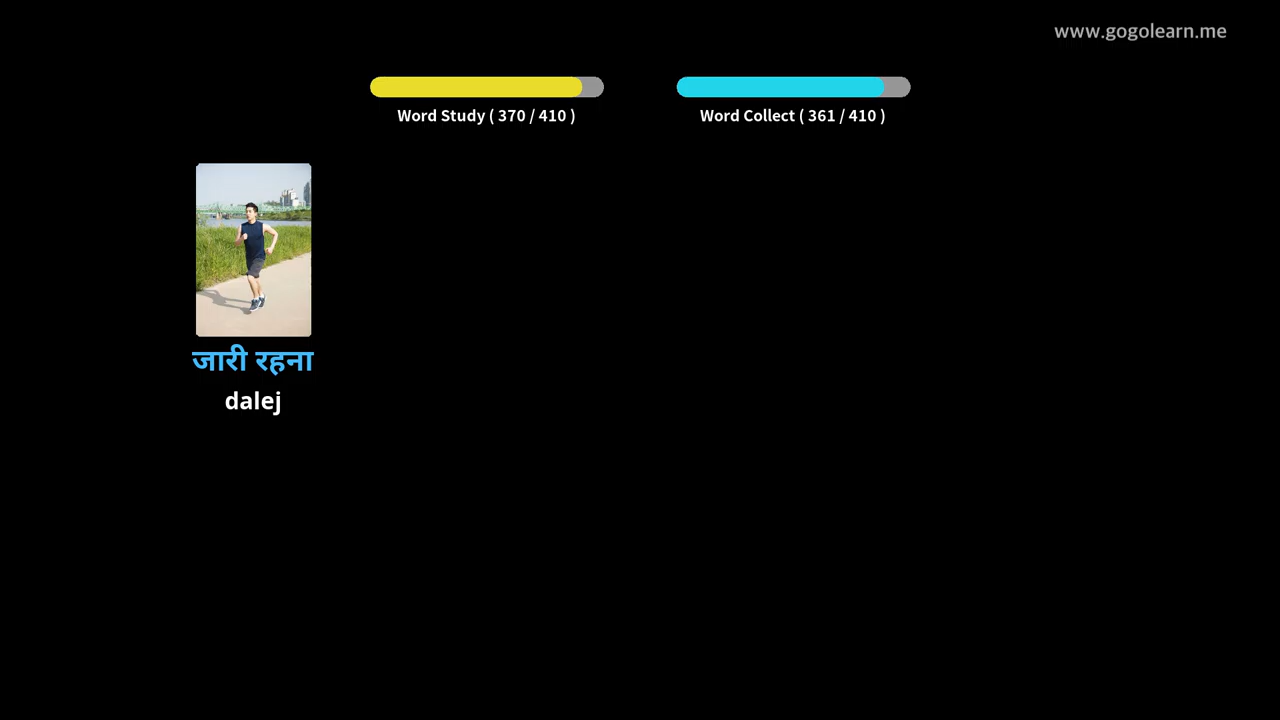 www.gogolearn.me
Word Study ( 370 / 410 )
Word Collect ( 361 / 410 )
जारी रहना
dalej